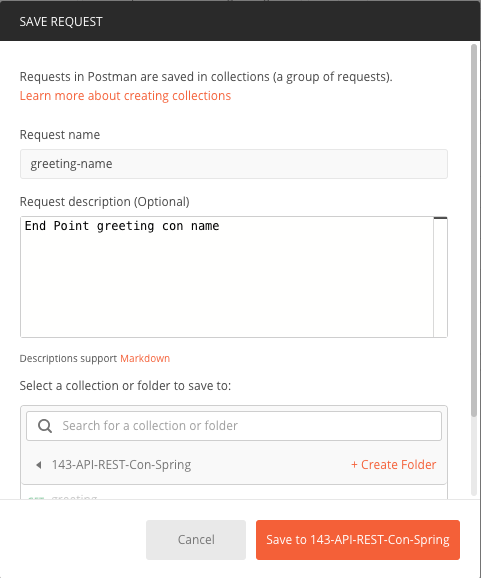 SAVE REQUEST
Requests in Postman are saved in collections (a group of requests).
Learn more about creating collections
Request name
greeting-name
Request description (Optional)
End Point greeting con name
Descriptions support Markdown
Select a collection or folder to save to:
Search for a collection or folder
143-API-REST-Con-Spring
+ Create Folder
greeting
Cancel
Save to 143-API-REST-Con-Spring